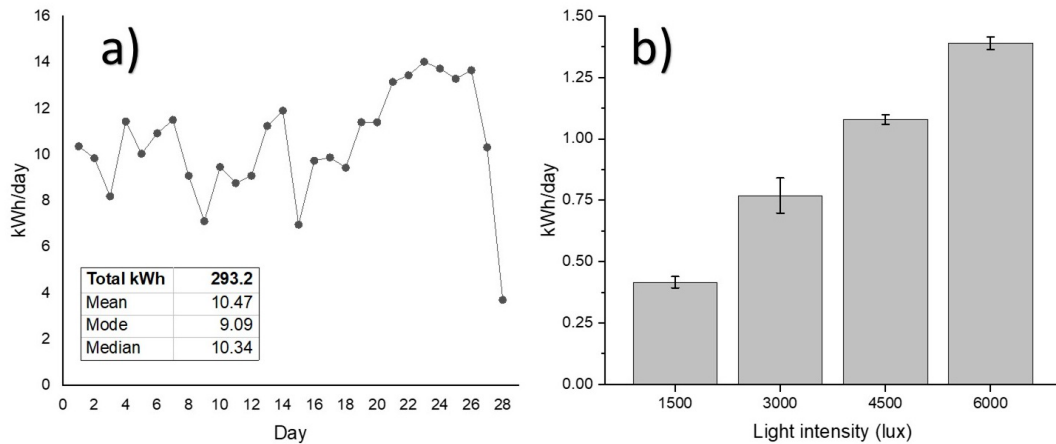 a)
kWh/day
16
14
12
10
8
6
4
2
0
Total kWh 293.2
Mean 10.47
Mode 9.09
Median 10.34
0 2 4 6 8 10 12 14 16 18 20 22 24 26 28
Day
b)
kWh/day
1.50
1.25
1.00
0.75
0.50
0.25
0.00
1500 3000 4500 6000
Light intensity (lux)